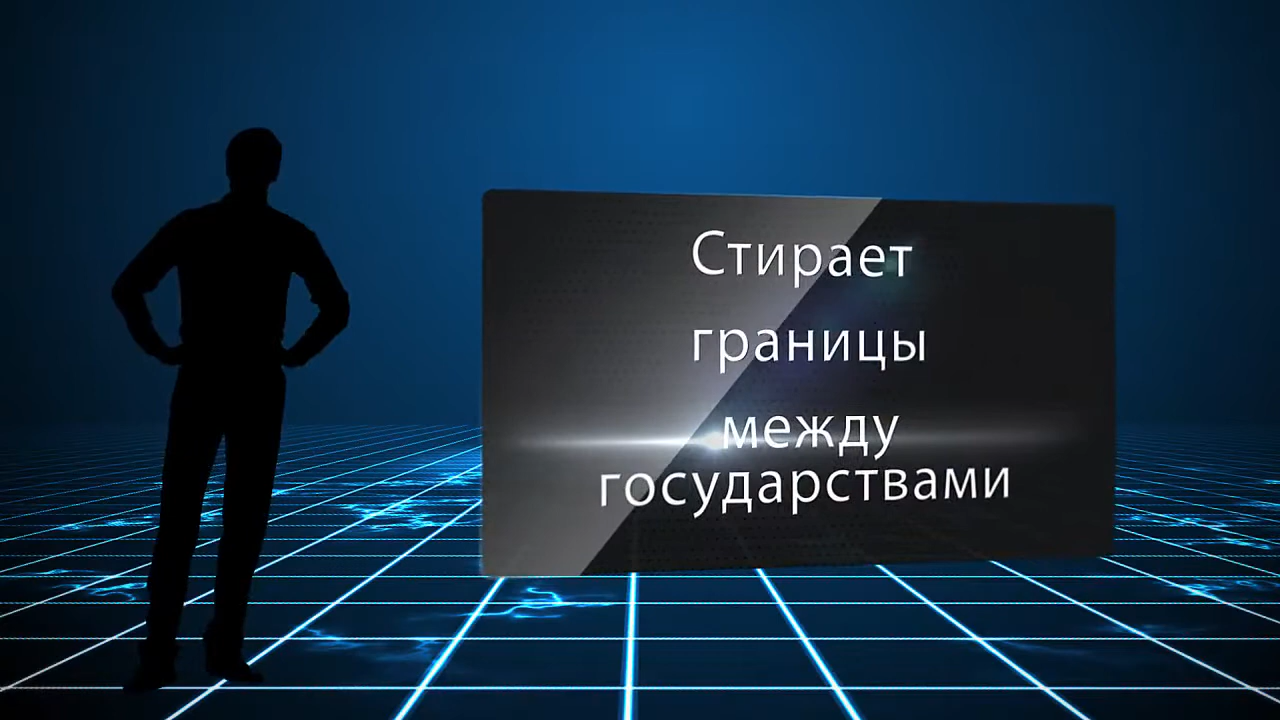 Стирает
границы
между
государствами